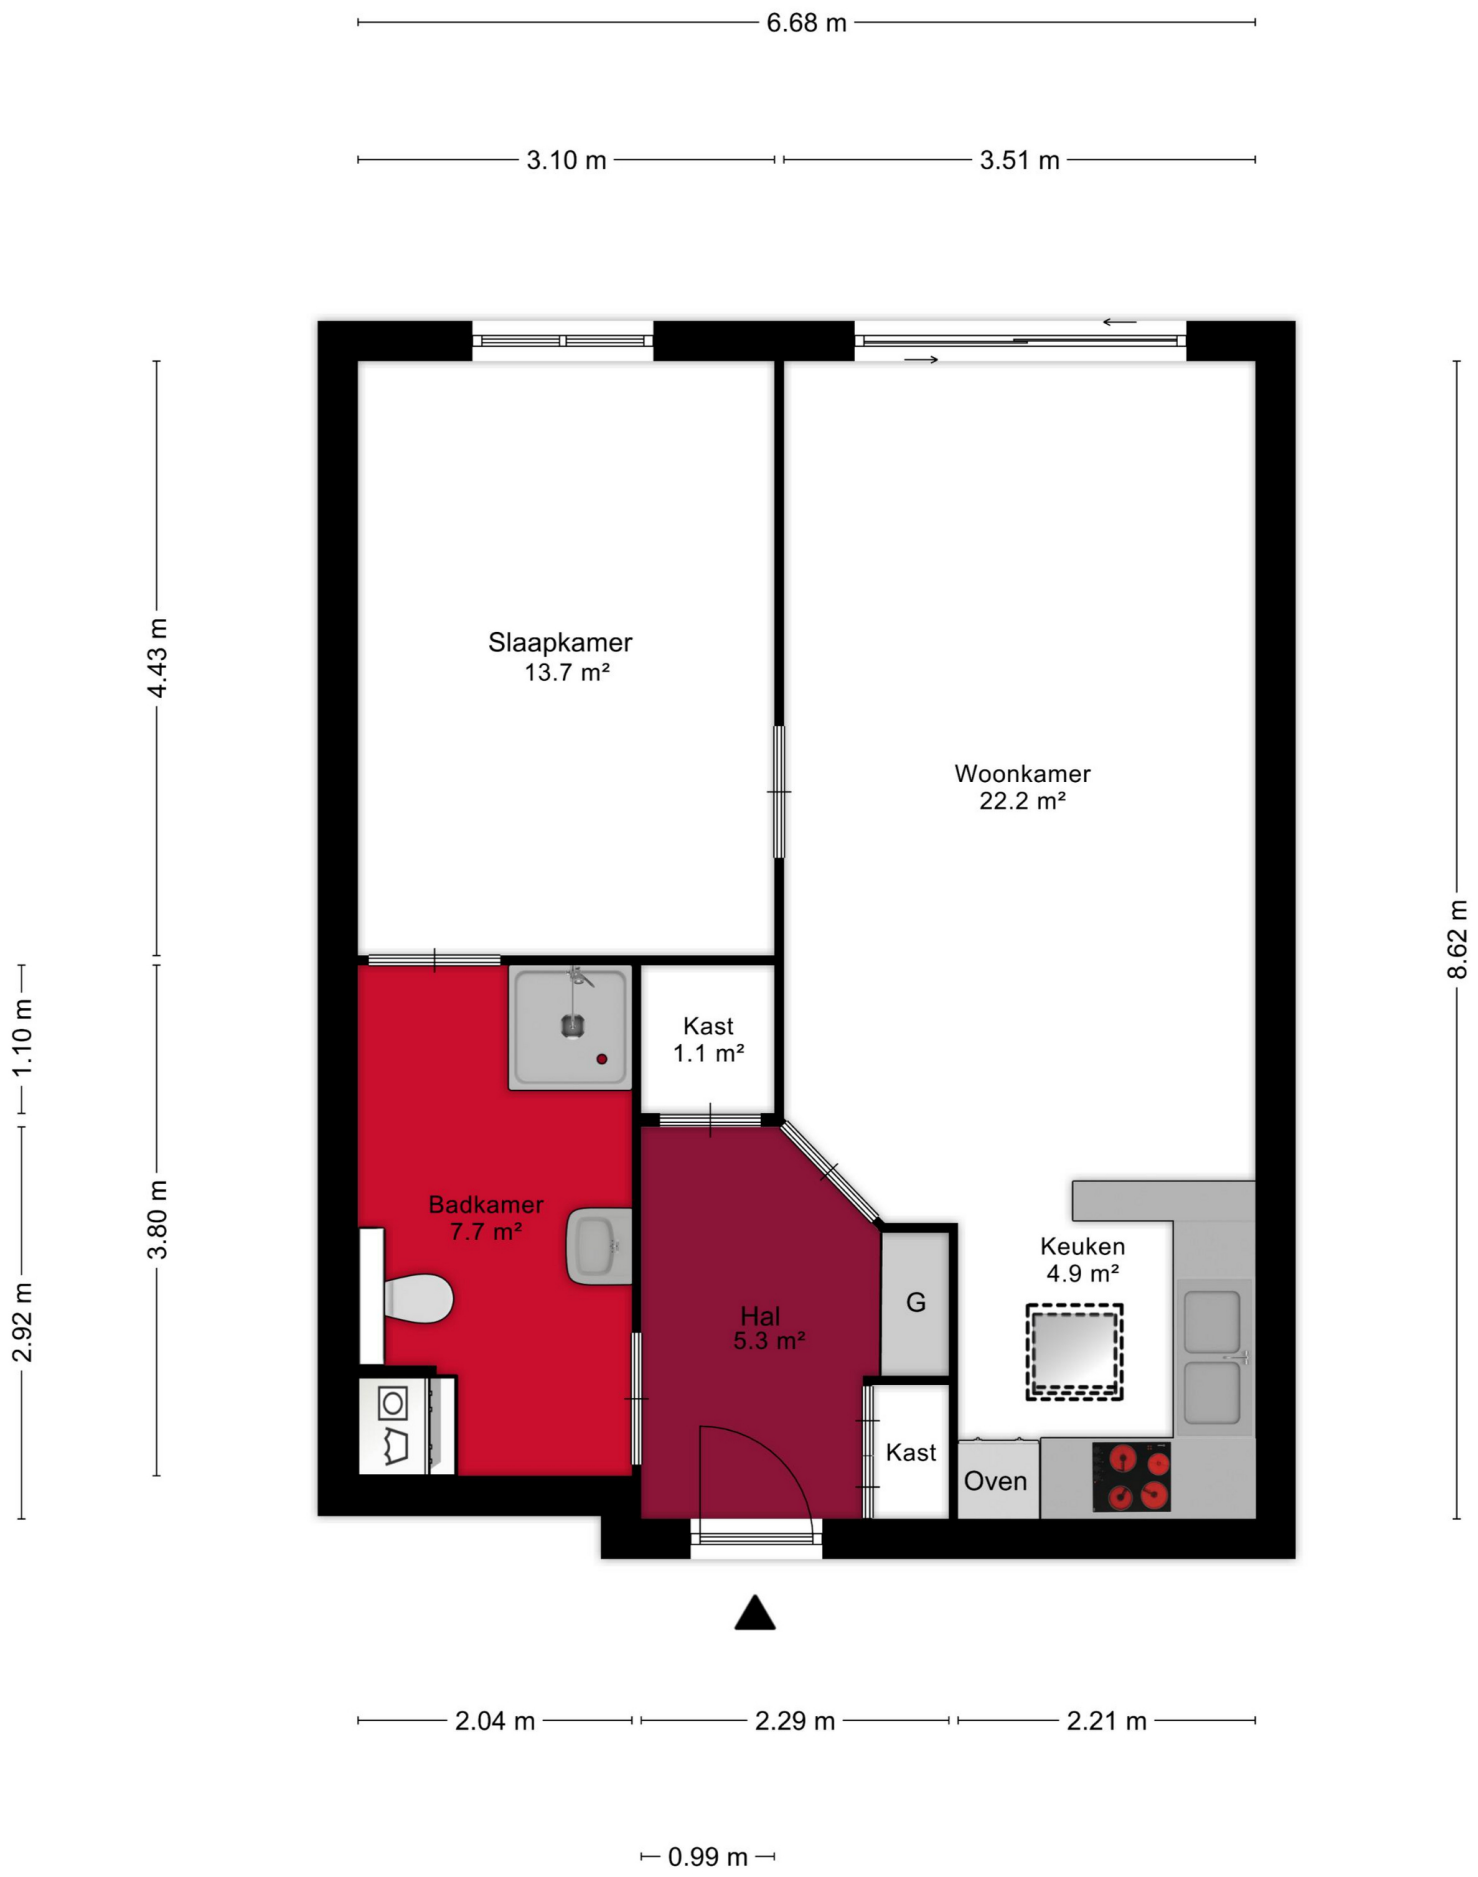 6.68 m
3.10 m
3.51 m
4.43 m
Slaapkamer
13.7 m²
Woonkamer
22.2 m²
8.62 m
1.10 m
Kast
1.1 m²
3.80 m
Badkamer
7.7 m²
Keuken
4.9 m²
2.92 m
Hal
5.3 m²
G
Kast
Oven
2.04 m
2.29 m
2.21 m
0.99 m